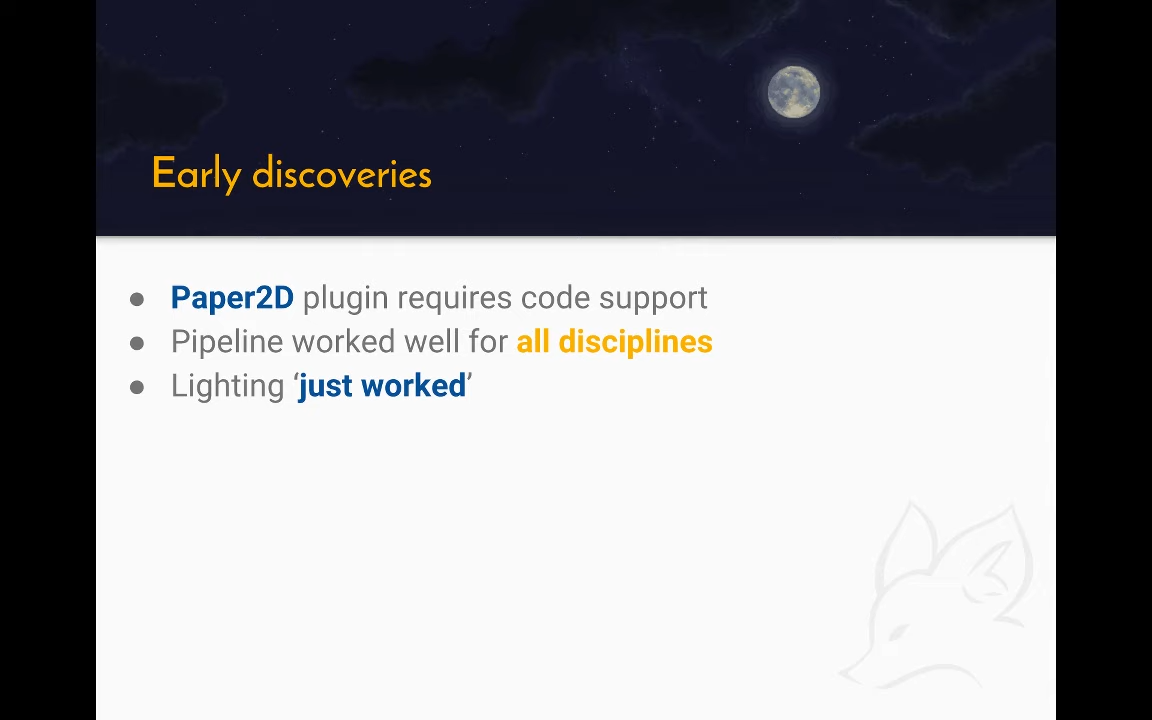 Early discoveries
● Paper2D plugin requires code support
● Pipeline worked well for all disciplines
● Lighting ‘just worked’